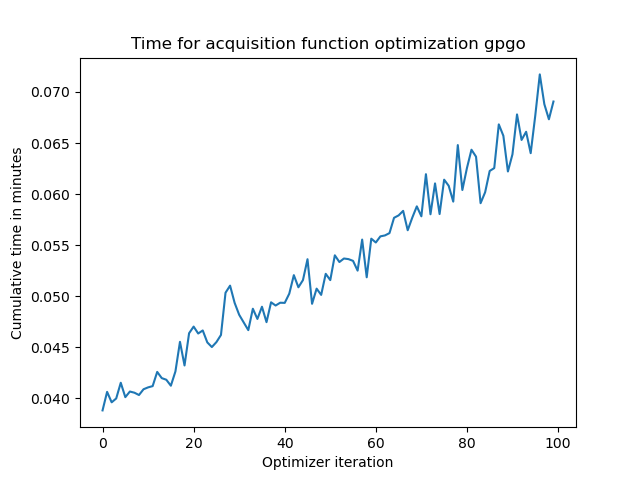 Time for acquisition function optimization gpgo
Cumulative time in minutes
0.070
0.065
0.060
0.055
0.050
0.045
0.040
0 20 40 60 80 100
Optimizer iteration